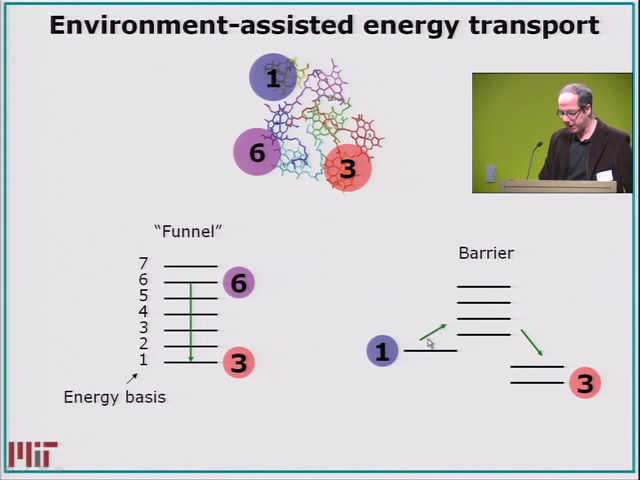 Environment-assisted energy transport
1
6
3
"Funnel"
7
6
5
4
3
2
1
6
3
Energy basis
Barrier
1
3
MIT